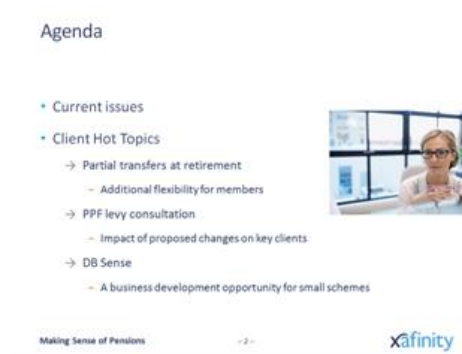 Agenda
• Current issues
• Client Hot Topics
→ Partial transfers at retirement
– Additional flexibility for members
→ PPF levy consultation
– Impact of proposed changes on key clients
→ DB Sense
– A business development opportunity for small schemes
Making Sense of Pensions
– 2 –
xafinity